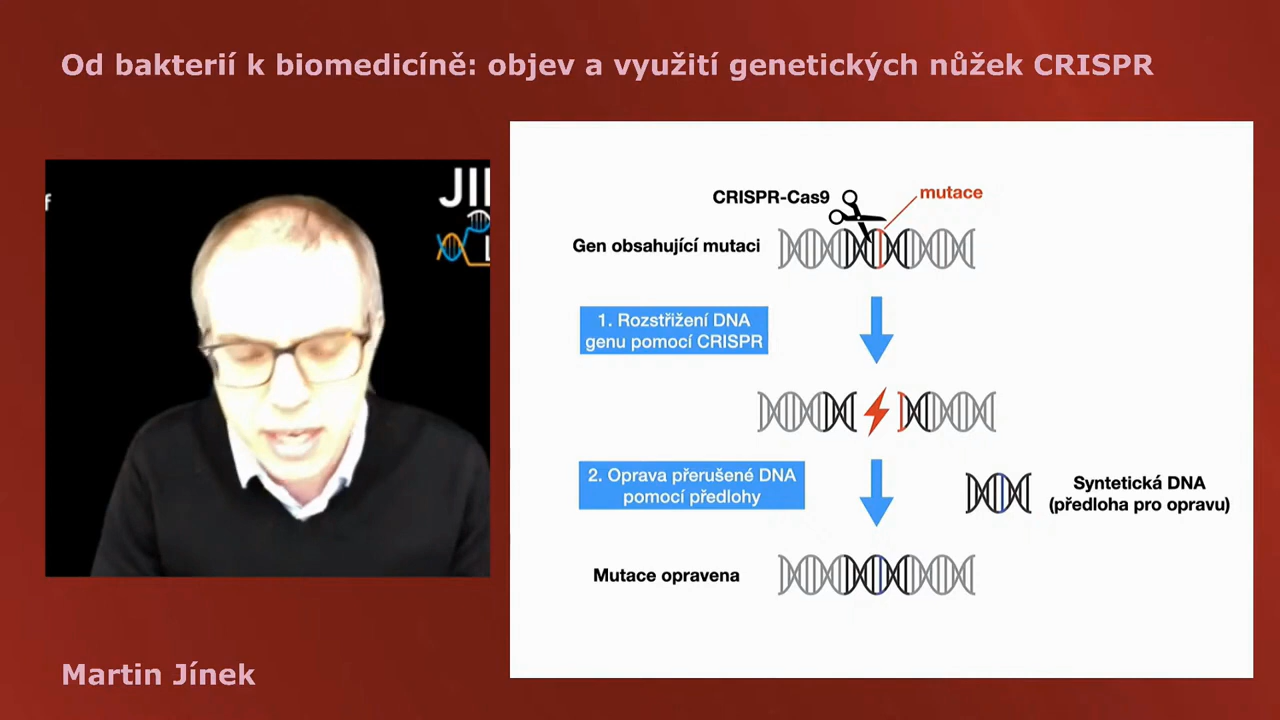 Od bakterií k biomedicíně: objev a využití genetických nůžek CRISPR
f
JI
L
CRISPR-Cas9
mutace
Gen obsahující mutaci
1. Rozstřižení DNA
genu pomocí CRISPR
2. Oprava přerušené DNA
pomocí předlohy
Syntetická DNA
(předloha pro opravu)
Mutace opravena
Martin Jínek